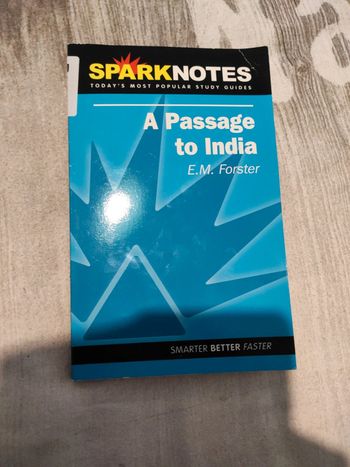 SPARKNOTES
TODAY'S MOST POPULAR STUDY GUIDES
A Passage
to India
E.M. Forster
SMARTER BETTER FASTER